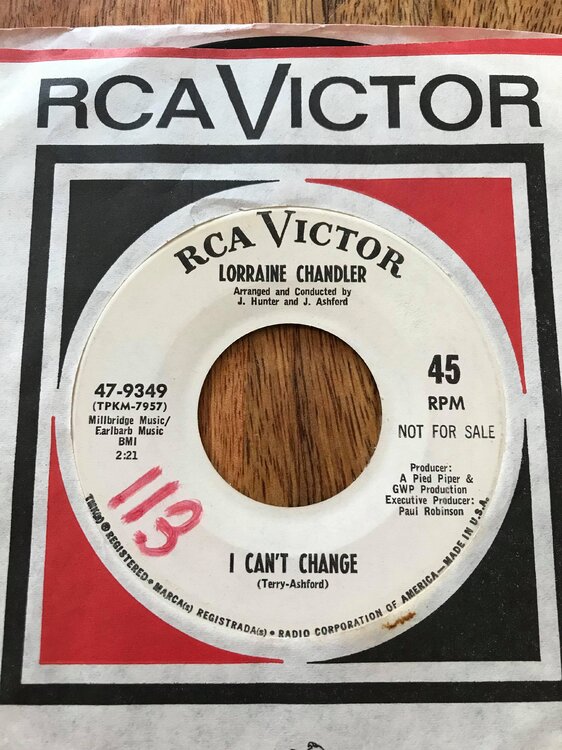 RCA VICTOR
RCA VICTOR
LORRAINE CHANDLER
Arranged and Conducted by
J. Hunter and J. Ashford
47-9349
(TPKM-7957)
Millbridge Music/
Earlbarb Music
BMI
2:21
45
RPM
NOT FOR SALE
Producer:
A Pied Piper &
GWP Production
Executive Producer:
Paul Robinson
113
I CAN'T CHANGE
(Terry-Ashford)
TMK(s) ® REGISTERED • MARCA(s) REGISTRADA(s) • RADIO CORPORATION OF AMERICA—MADE IN U.S.A.